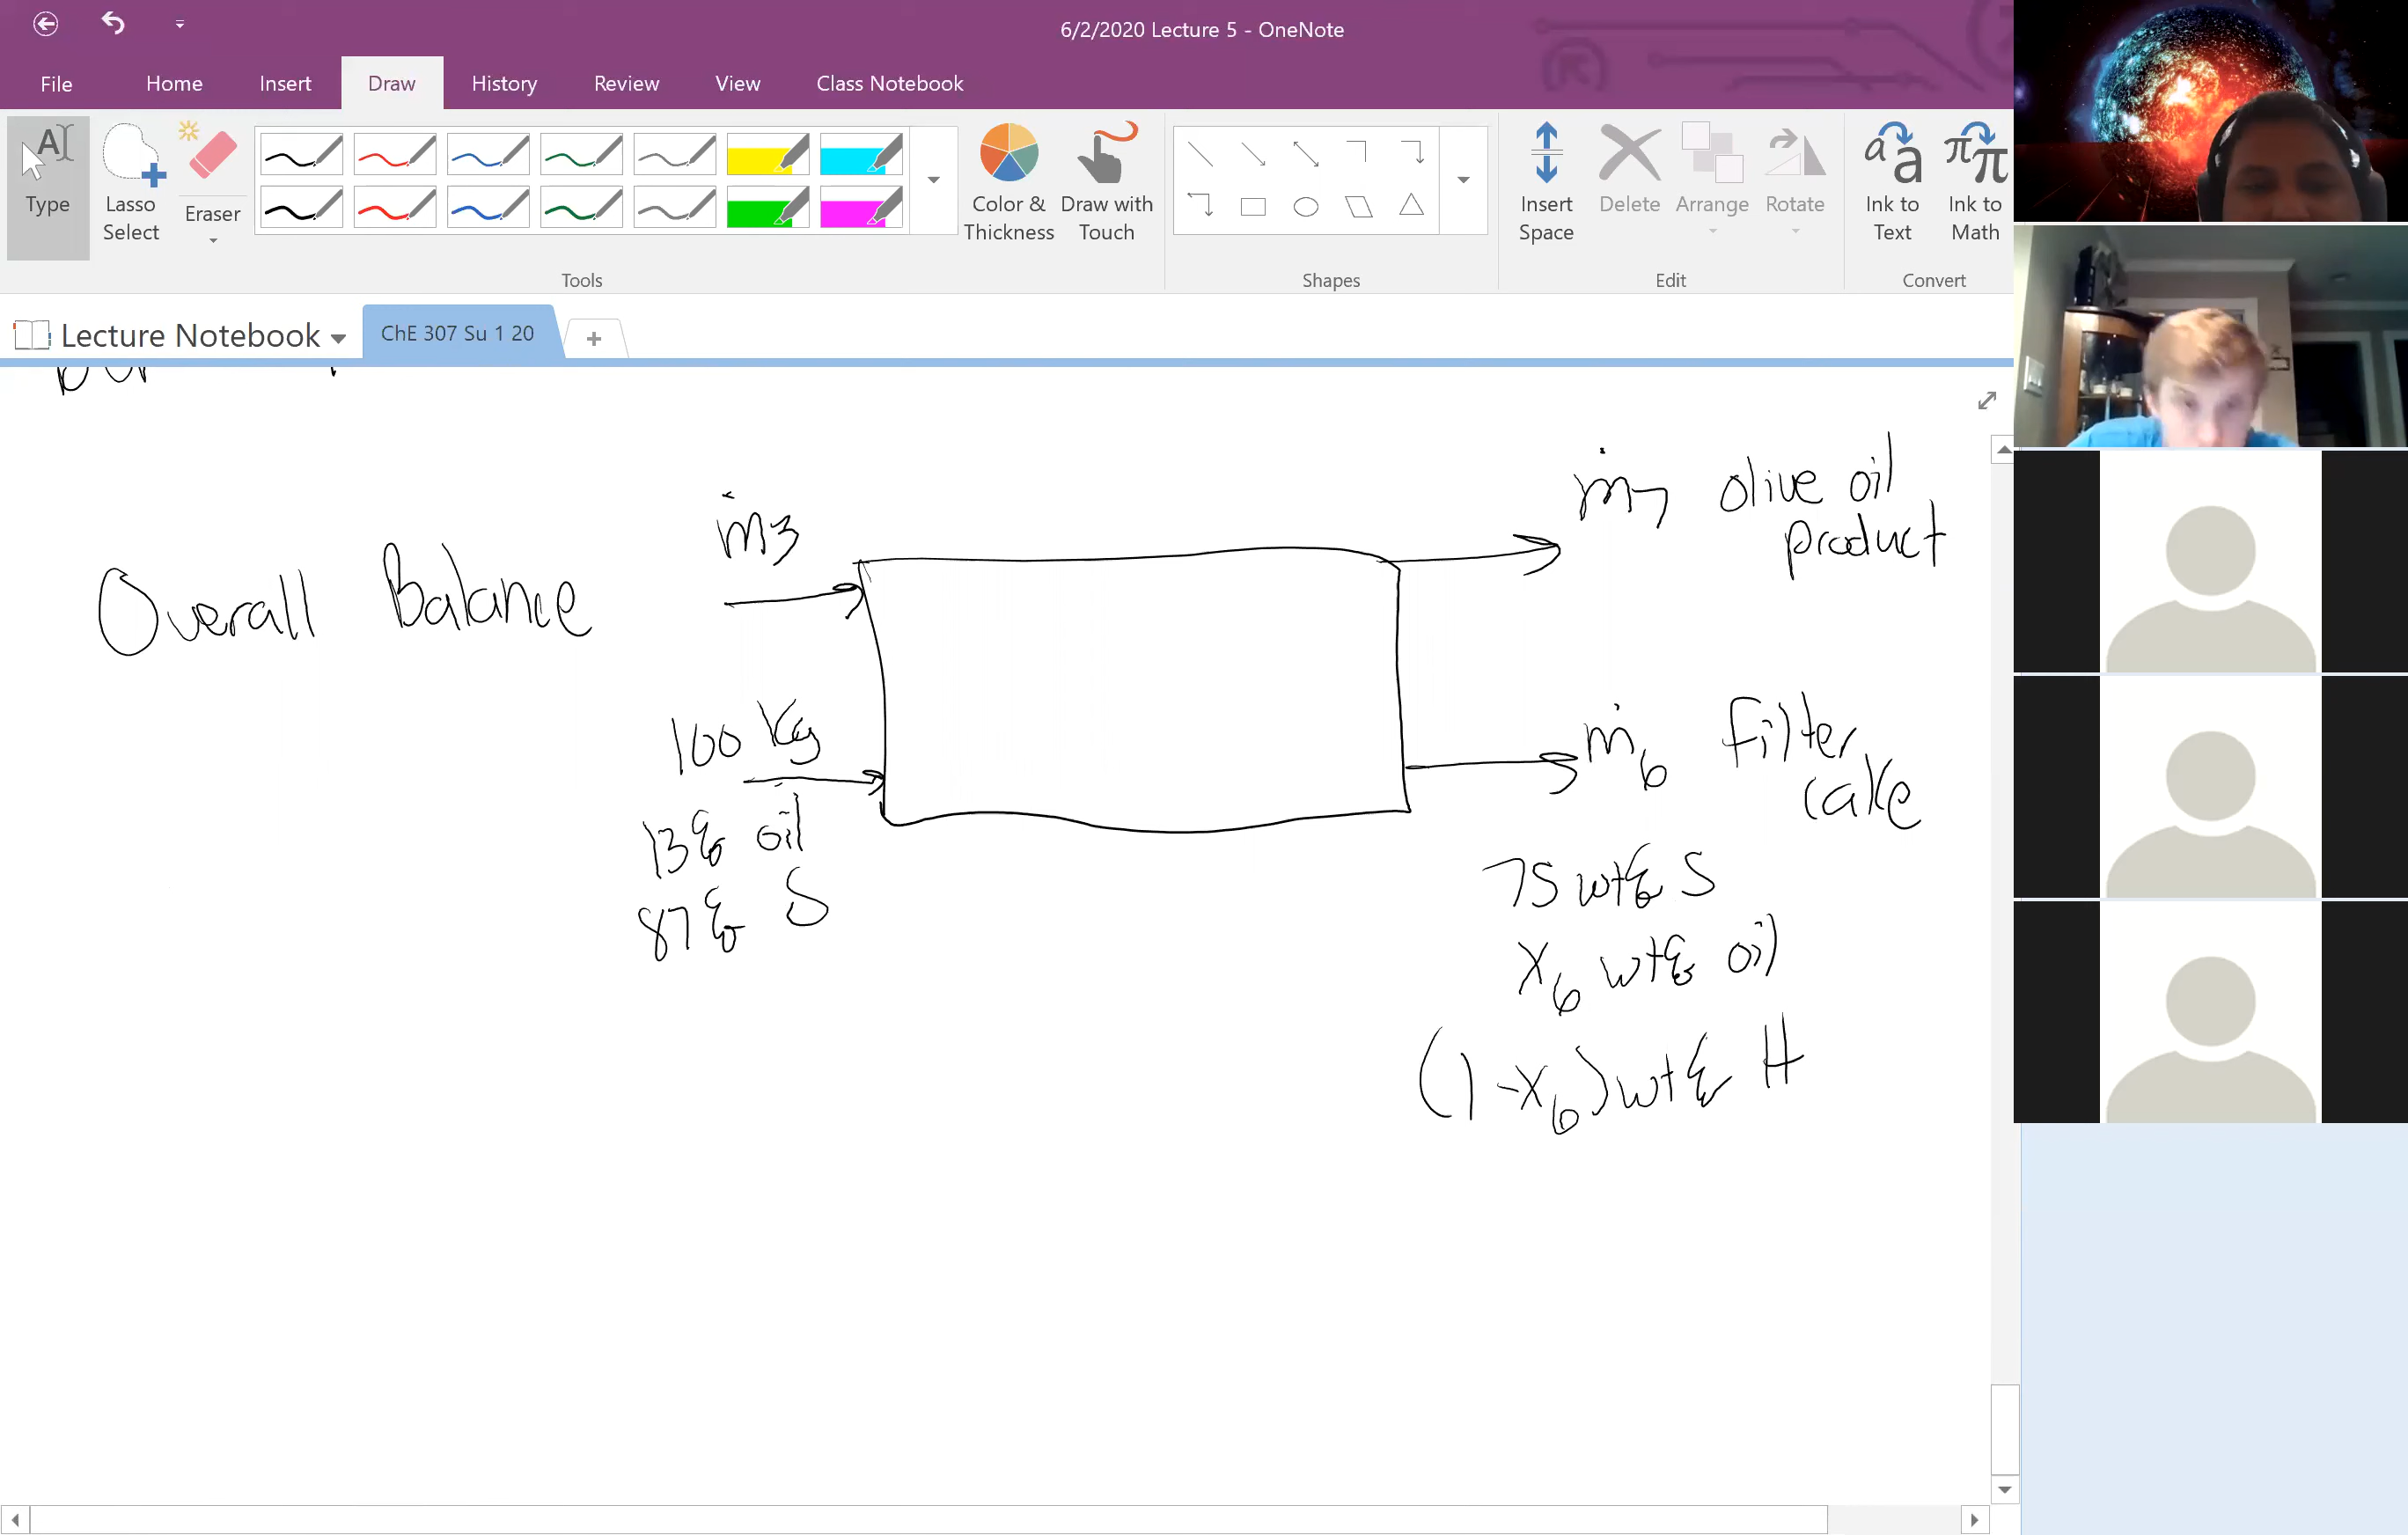 6/2/2020 Lecture 5 - OneNote
File Home Insert Draw History Review View Class Notebook
Type
Lasso Select
Eraser
Color & Thickness
Draw with Touch
Insert Space
Delete
Arrange
Rotate
Ink to Text
Ink to Math
Tools
Shapes
Edit
Convert
Lecture Notebook
ChE 307 Su 1 20
Overall Balance
ṁ3
ṁ7 olive oil
product
100 Kg
13% oil
87% S
ṁ6 filter
cake
75 wt% S
x6 wt% oil
(1-x6) wt% H